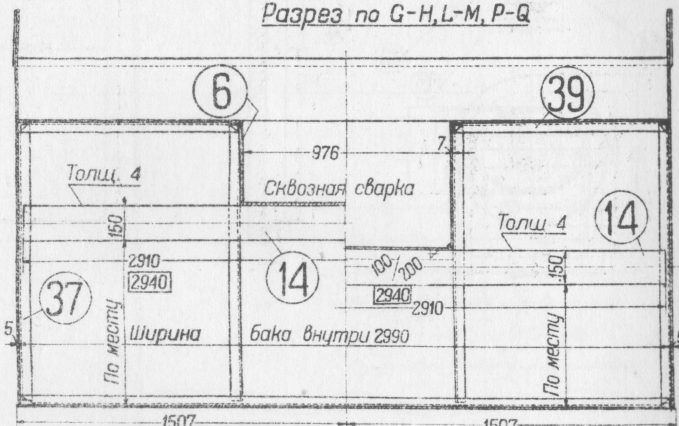 Разрез по G-H, L-M, P-Q
6
39
976
7
Толщ. 4
Сквозная сварка
14
Толщ 4
150
14
100/200
150
2910
2940
2940
2910
37
5
По месту
Ширина бака внутри 2990
По месту
1507
1507